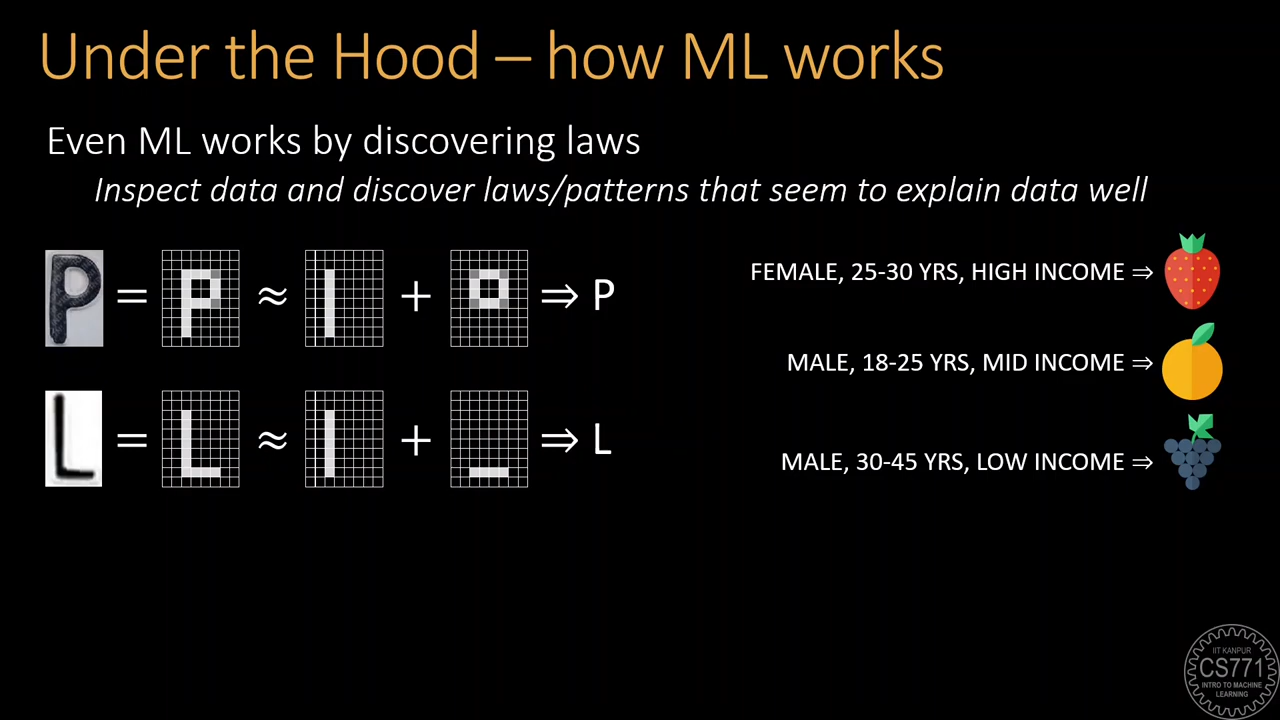 Under the Hood – how ML works
Even ML works by discovering laws
Inspect data and discover laws/patterns that seem to explain data well
P = P ≈ | + o ⇒ P
L = L ≈ | + _ ⇒ L
FEMALE, 25-30 YRS, HIGH INCOME ⇒
MALE, 18-25 YRS, MID INCOME ⇒
MALE, 30-45 YRS, LOW INCOME ⇒
IIT KANPUR
CS771
INTRO TO MACHINE
LEARNING